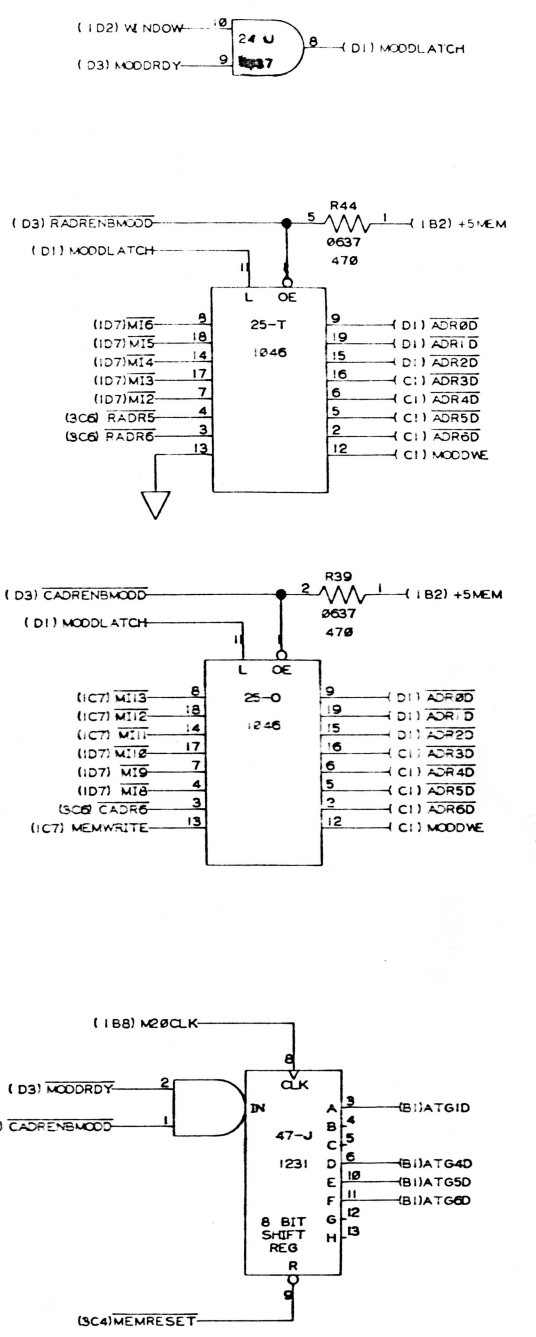 (1D2) WINDOW 10 24 U 8 (D1) MODDLATCH
(D3) MODDRDY 9 37
R44
(D3) RADRENBMODD 5 1 (1B2) +5MEM
0637
(D1) MODDLATCH 470
11 1
L OE
(1D7) MI6 8 25-T 9 (D1) ADRØD
(1D7) MI5 18 19 (D1) ADR1D
(1D7) MI4 14 1046 15 (D1) ADR2D
(1D7) MI3 17 16 (C1) ADR3D
(1D7) MI2 7 6 (C1) ADR4D
(3C6) RADR5 4 5 (C1) ADR5D
(3C6) RADR6 3 2 (C1) ADR6D
13 12 (C1) MODDWE
R39
(D3) CADRENBMODD 2 1 (1B2) +5MEM
Ø637
(D1) MODDLATCH 470
11 1
L OE
(1C7) MI13 8 25-O 9 (D1) ADRØD
(1C7) MI12 18 19 (D1) ADR1D
(1C7) MI11 14 1246 15 (D1) ADR2D
(1D7) MI1Ø 17 16 (C1) ADR3D
(1D7) MI9 7 6 (C1) ADR4D
(1D7) MI8 4 5 (C1) ADR5D
(3C6) CADR6 3 2 (C1) ADR6D
(1C7) MEMWRITE 13 12 (C1) MODDWE
(1B8) M2ØCLK
8
CLK
(D3) MODDRDY 2
IN A 3 (B1) ATG1D
) CADRENBMODD 1 B 4
47-J C 5
1231 D 6 (B1) ATG4D
E 10 (B1) ATG5D
F 11 (B1) ATG6D
8 BIT G 12
SHIFT H 13
REG
R
9
(3C4) MEMRESET